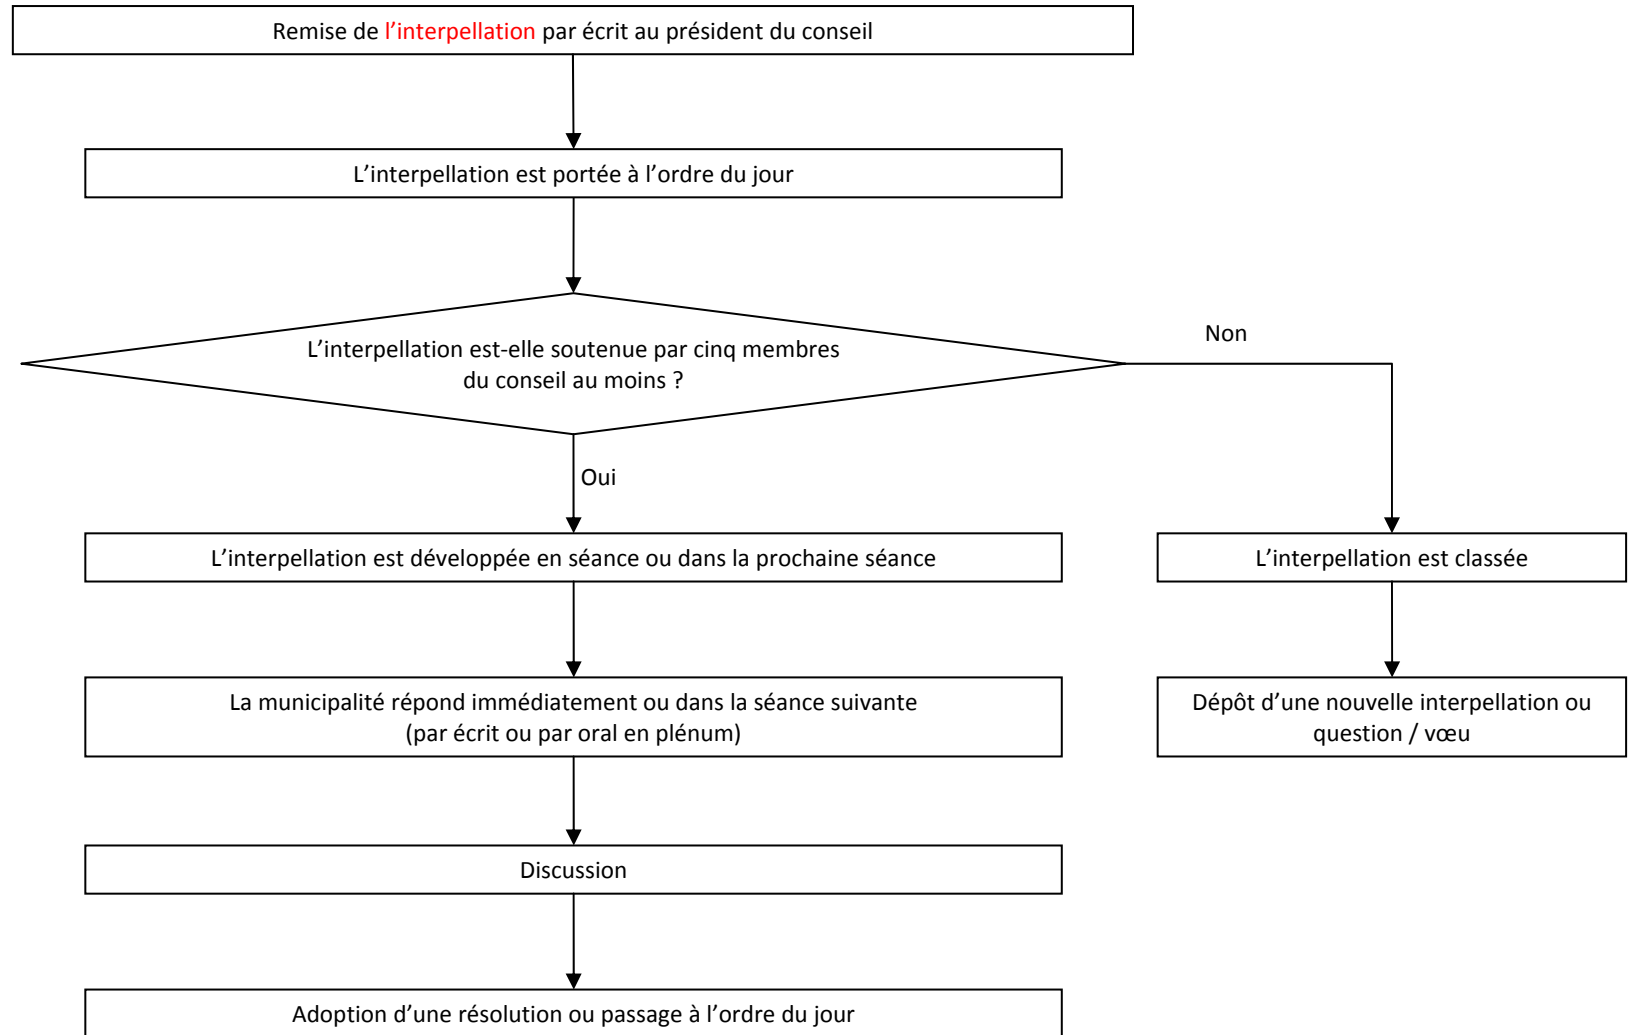 Remise de l’interpellation par écrit au président du conseil
L’interpellation est portée à l’ordre du jour
L’interpellation est-elle soutenue par cinq membres
du conseil au moins ?
Non
Oui
L’interpellation est développée en séance ou dans la prochaine séance
L’interpellation est classée
La municipalité répond immédiatement ou dans la séance suivante
(par écrit ou par oral en plénum)
Dépôt d’une nouvelle interpellation ou
question / vœu
Discussion
Adoption d’une résolution ou passage à l’ordre du jour